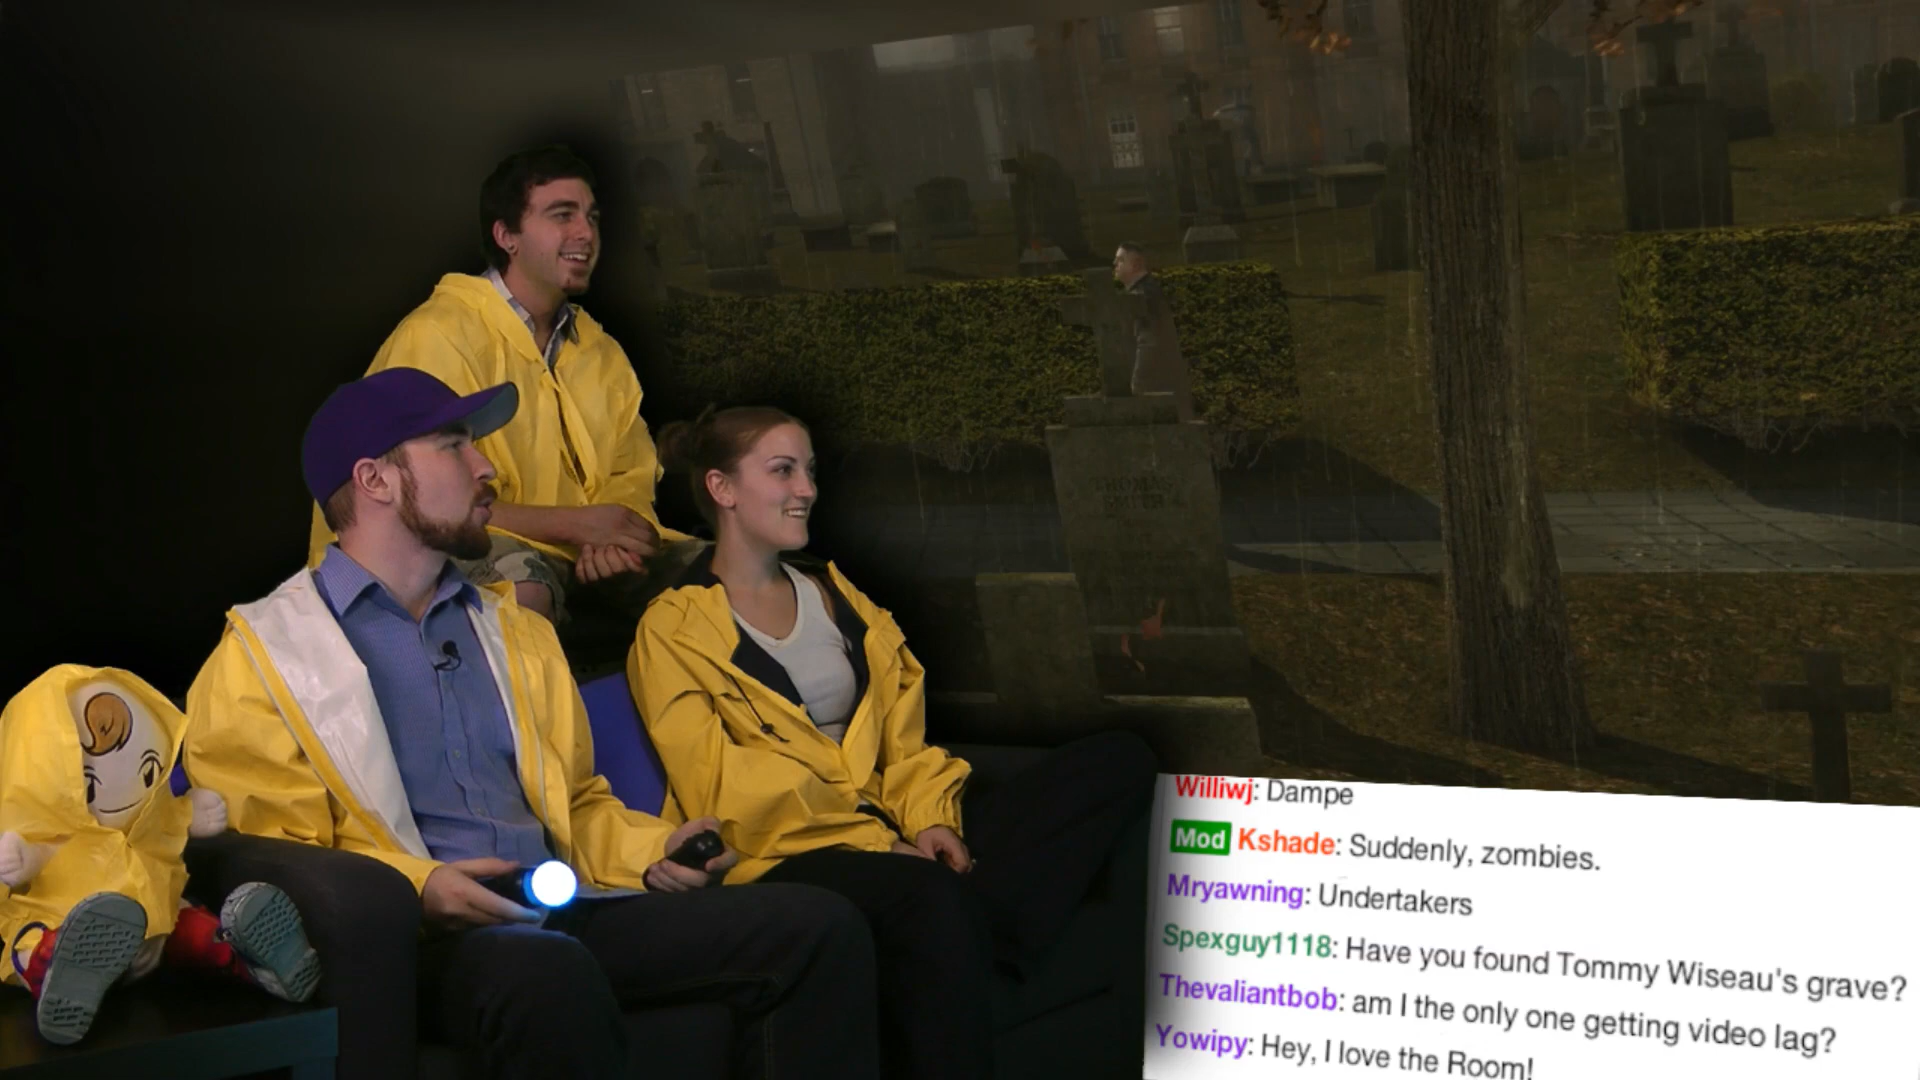 THOMAS
Williwj: Dampe
Mod Kshade: Suddenly, zombies.
Mryawning: Undertakers
Spexguy1118: Have you found Tommy Wiseau's grave?
Thevaliantbob: am I the only one getting video lag?
Yowipy: Hey, I love the Room!